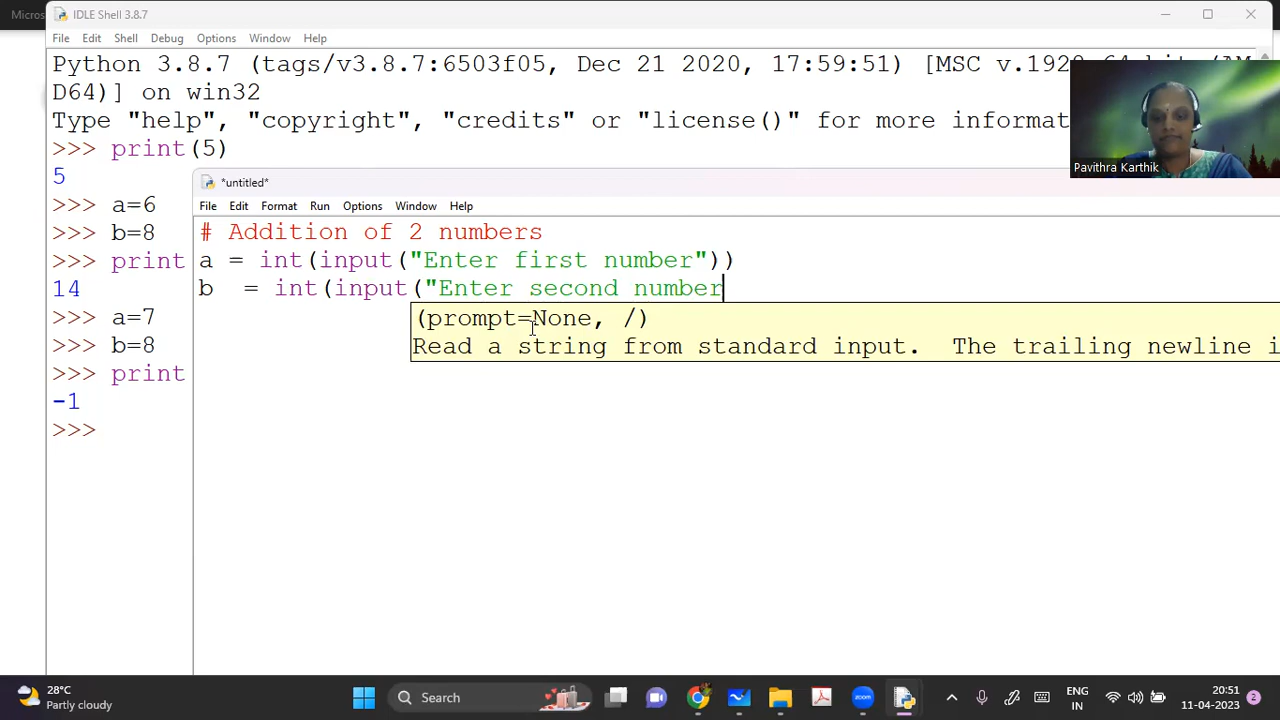 Micros
IDLE Shell 3.8.7
File Edit Shell Debug Options Window Help
Python 3.8.7 (tags/v3.8.7:6503f05, Dec 21 2020, 17:59:51) [MSC v.192
D64)] on win32
Type "help", "copyright", "credits" or "license()" for more informat
Pavithra Karthik
>>> print(5)
5
>>> a=6
>>> b=8
>>> print
14
>>> a=7
>>> b=8
>>> print
-1
>>>
*untitled*
File Edit Format Run Options Window Help
# Addition of 2 numbers
a = int(input("Enter first number"))
b  = int(input("Enter second number
(prompt=None, /)
Read a string from standard input.  The trailing newline i
28°C
Partly cloudy
Search
ENG
IN
20:51
11-04-2023
2